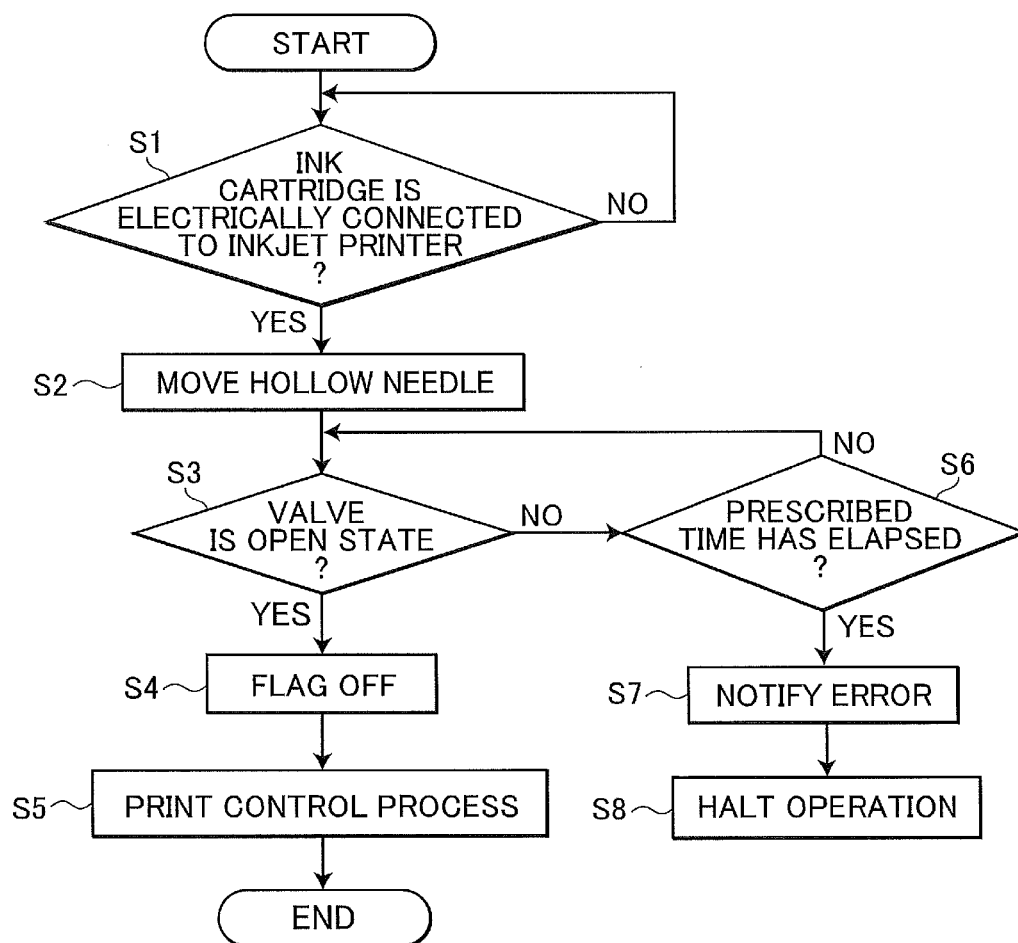 START
S1
INK
CARTRIDGE IS
ELECTRICALLY CONNECTED
TO INKJET PRINTER
?
NO
YES
S2
MOVE HOLLOW NEEDLE
S3
VALVE
IS OPEN STATE
?
NO
YES
S6
NO
PRESCRIBED
TIME HAS ELAPSED
?
YES
S4
FLAG OFF
S7
NOTIFY ERROR
S5
PRINT CONTROL PROCESS
S8
HALT OPERATION
END